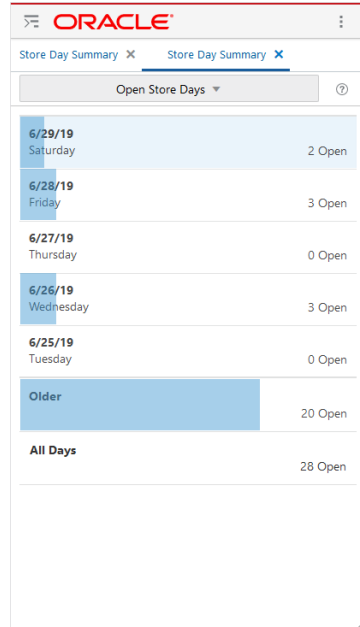 ORACLE
Store Day Summary
Store Day Summary
Open Store Days
6/29/19
Saturday
2 Open
6/28/19
Friday
3 Open
6/27/19
Thursday
0 Open
6/26/19
Wednesday
3 Open
6/25/19
Tuesday
0 Open
Older
20 Open
All Days
28 Open